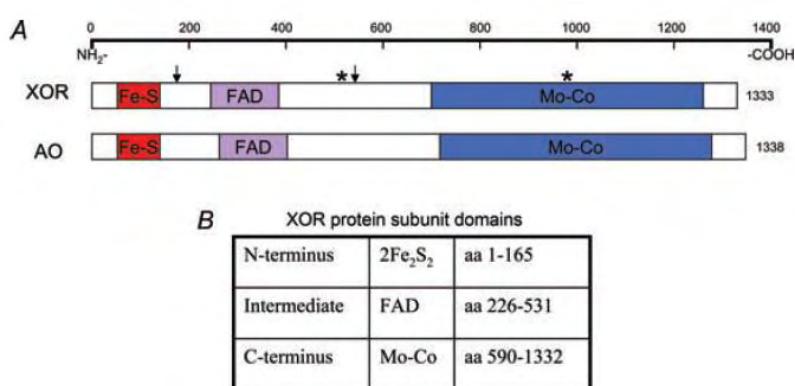 A
0 200 400 600 800 1000 1200 1400
NH₂- -COOH
* *
XOR Fe-S FAD Mo-Co 1333
AO Fe-S FAD Mo-Co 1338
B XOR protein subunit domains
N-terminus 2Fe₂S₂ aa 1-165
Intermediate FAD aa 226-531
C-terminus Mo-Co aa 590-1332